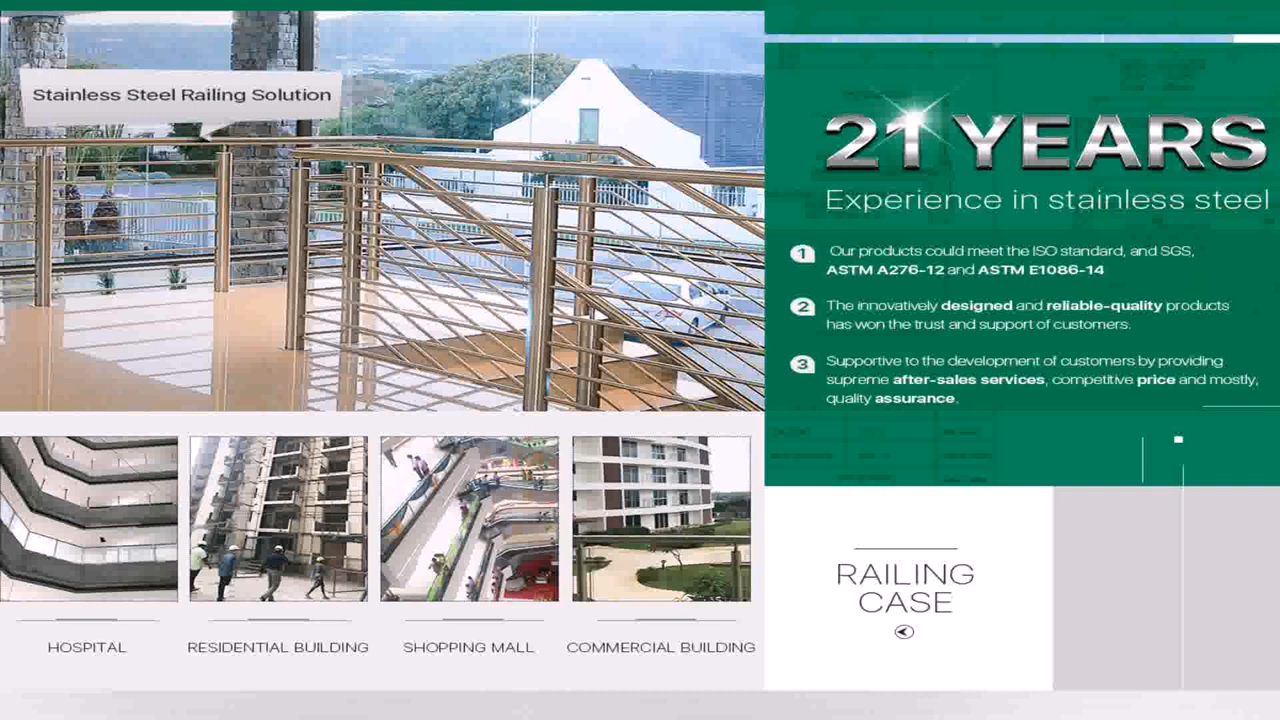 Stainless Steel Railing Solution
21 YEARS
Experience in stainless steel
1 Our products could meet the ISO standard, and SGS,
ASTM A276-12 and ASTM E1086-14
2 The innovatively designed and reliable-quality products
has won the trust and support of customers.
3 Supportive to the development of customers by providing
supreme after-sales services, competitive price and mostly,
quality assurance.
RAILING
CASE
HOSPITAL
RESIDENTIAL BUILDING
SHOPPING MALL
COMMERCIAL BUILDING